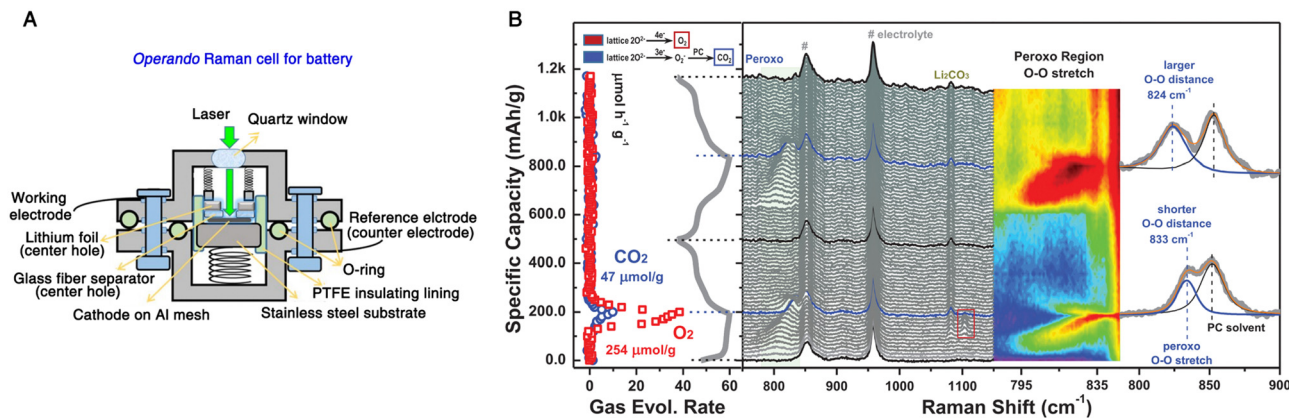 A
Operando Raman cell for battery
Laser
Quartz window
Working
electrode
Lithium foil
(center hole)
Glass fiber separator
(center hole)
Cathode on Al mesh
Reference elctrode
(counter electrode)
O-ring
PTFE insulating lining
Stainless steel substrate
B
lattice 2O²⁻ 4e⁻ O₂
lattice 2O²⁻ 3e⁻ O₂⁻ PC CO₂
Specific Capacity (mAh/g)
1.2k
1.0k
800.0
600.0
400.0
200.0
0.0
μmol h⁻¹ g⁻¹
CO₂
47 μmol/g
O₂
254 μmol/g
0 20 40 60
Gas Evol. Rate
Peroxo
#
# electrolyte
Li₂CO₃
800 900 1000 1100
Peroxo Region
O-O stretch
795 835
larger
O-O distance
824 cm⁻¹
shorter
O-O distance
833 cm⁻¹
peroxo
O-O stretch
PC solvent
800 850 900
Raman Shift (cm⁻¹)